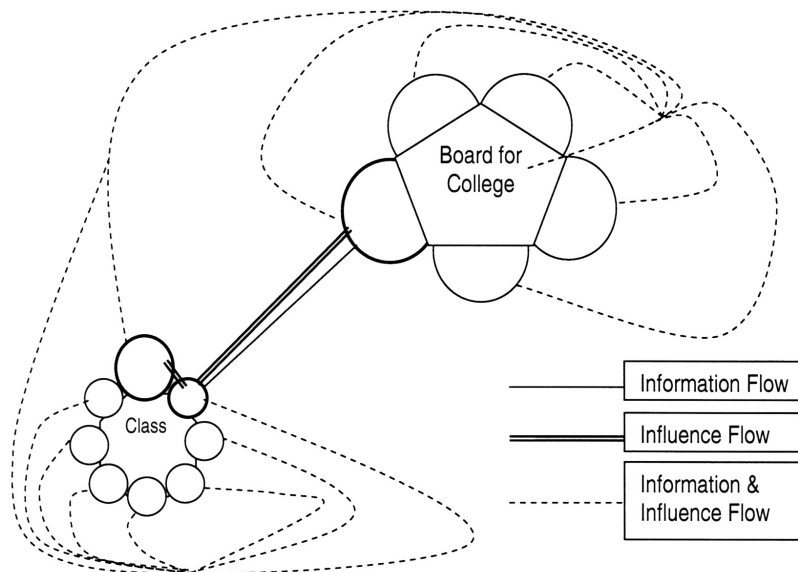 Board for
College
Class
Information Flow
Influence Flow
Information &
Influence Flow